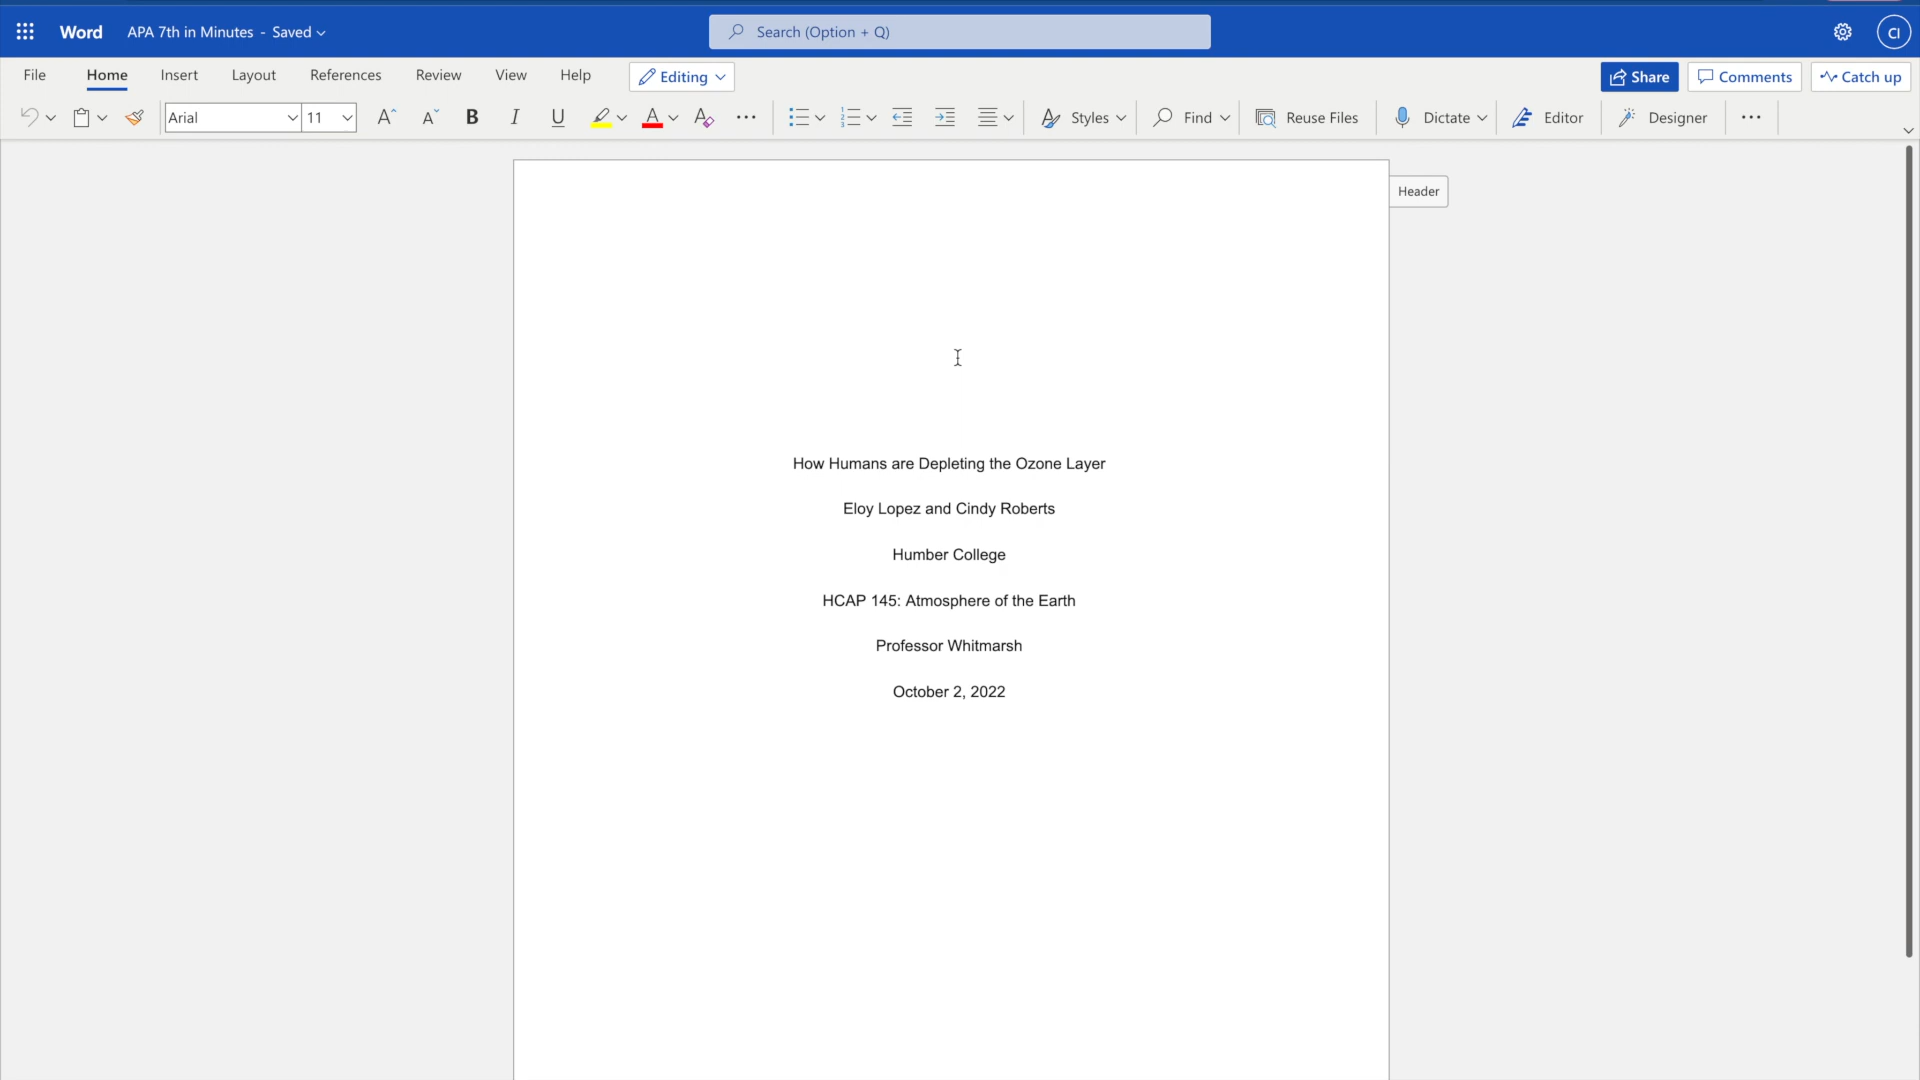 Word APA 7th in Minutes - Saved Search (Option + Q) CI
File Home Insert Layout References Review View Help Editing Share Comments Catch up
Arial 11 A A B I U A A Styles Find Reuse Files Dictate Editor Designer
Header
How Humans are Depleting the Ozone Layer
Eloy Lopez and Cindy Roberts
Humber College
HCAP 145: Atmosphere of the Earth
Professor Whitmarsh
October 2, 2022